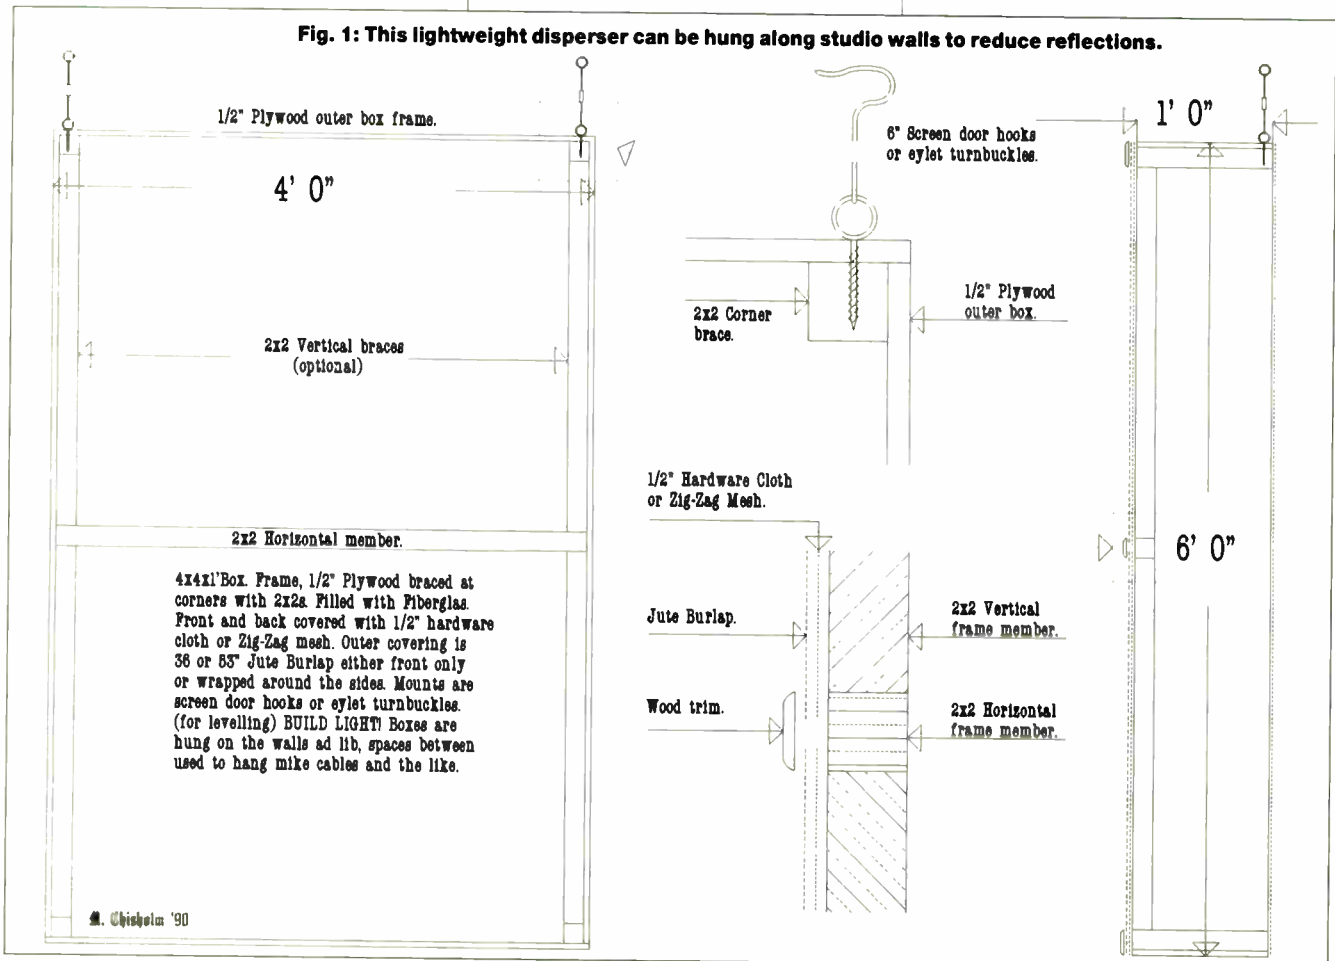 Fig. 1: This lightweight disperser can be hung along studio walls to reduce reflections.
1/2" Plywood outer box frame.
4' 0"
2x2 Vertical braces
(optional)
2x2 Horizontal member.
4x4x1'Box. Frame, 1/2" Plywood braced at
corners with 2x2s. Filled with Fiberglas.
Front and back covered with 1/2" hardware
cloth or Zig-Zag mesh. Outer covering is
36 or 53" Jute Burlap either front only
or wrapped around the sides. Mounts are
screen door hooks or eylet turnbuckles.
(for levelling) BUILD LIGHT! Boxes are
hung on the walls ad lib, spaces between
used to hang mike cables and the like.
M. Chisholm '90
6" Screen door hooks
or eylet turnbuckles.
2x2 Corner
brace.
1/2" Plywood
outer box.
1/2" Hardware Cloth
or Zig-Zag Mesh.
Jute Burlap.
Wood trim.
2x2 Vertical
frame member.
2x2 Horizontal
frame member.
1' 0"
6' 0"